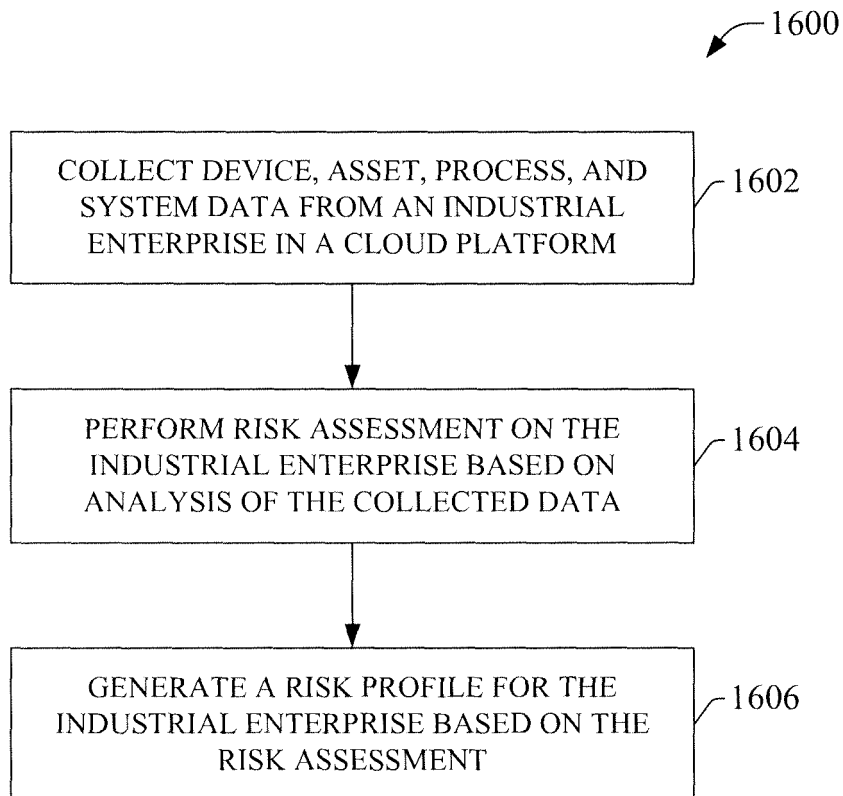 1600
COLLECT DEVICE, ASSET, PROCESS, AND
SYSTEM DATA FROM AN INDUSTRIAL
ENTERPRISE IN A CLOUD PLATFORM
1602
PERFORM RISK ASSESSMENT ON THE
INDUSTRIAL ENTERPRISE BASED ON
ANALYSIS OF THE COLLECTED DATA
1604
GENERATE A RISK PROFILE FOR THE
INDUSTRIAL ENTERPRISE BASED ON THE
RISK ASSESSMENT
1606